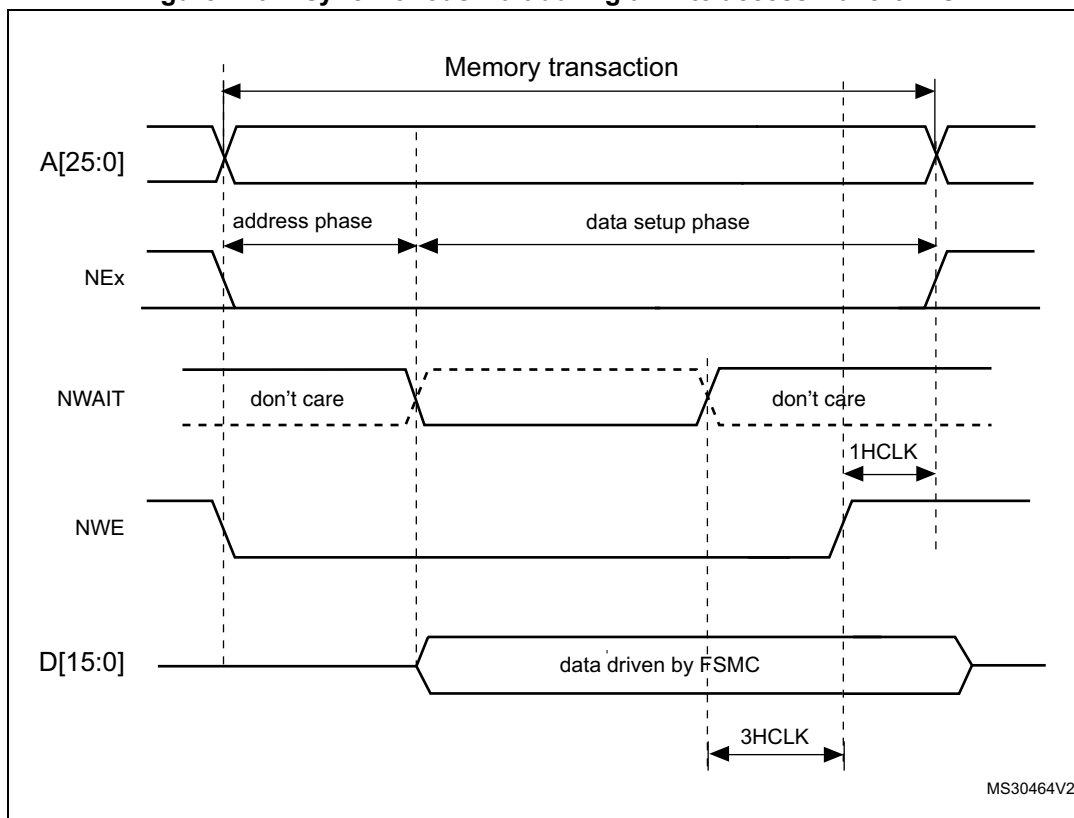 Memory transaction
A[25:0]
address phase
data setup phase
NEx
NWAIT
don't care
don't care
1HCLK
NWE
D[15:0]
data driven by FSMC
3HCLK
MS30464V2